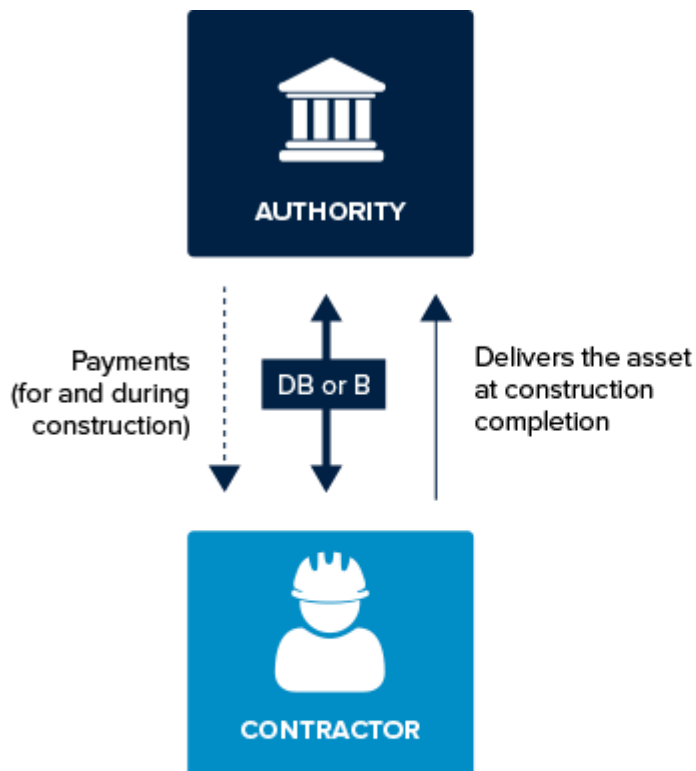 AUTHORITY
Payments
(for and during
construction)
DB or B
Delivers the asset
at construction
completion
CONTRACTOR